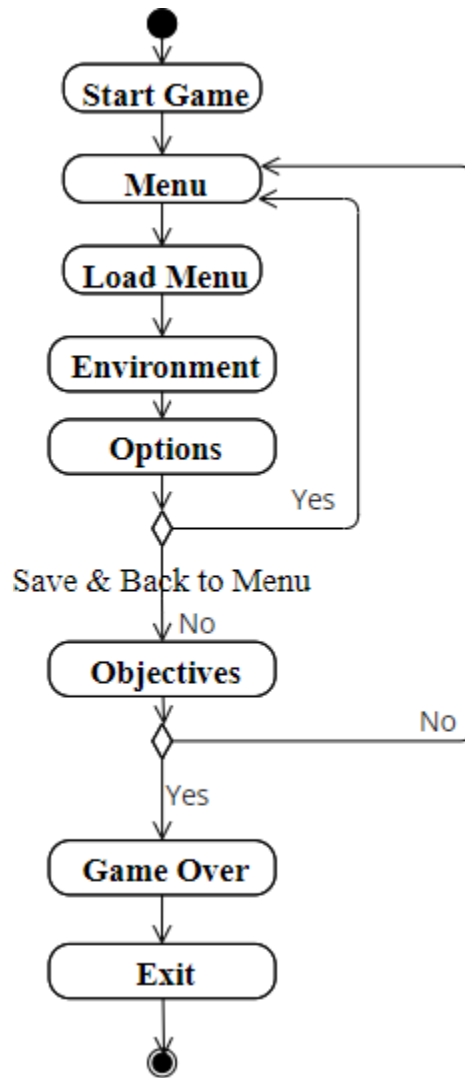 Start Game
Menu
Load Menu
Environment
Options
Yes
Save & Back to Menu
No
Objectives
No
Yes
Game Over
Exit